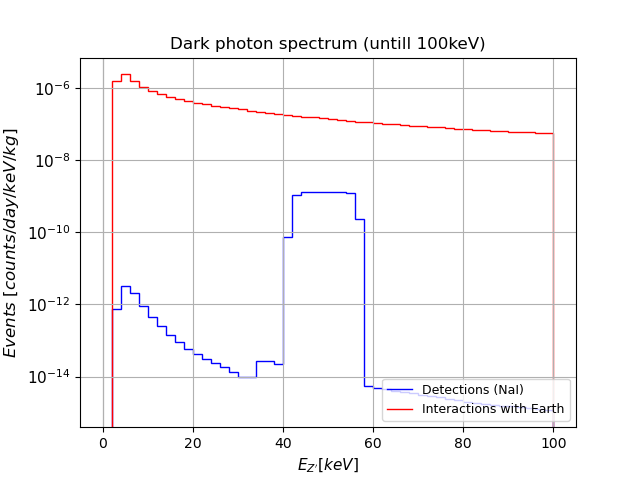 Dark photon spectrum (untill 100keV)
Events [counts/day/keV/kg]
10⁻⁶
10⁻⁸
10⁻¹⁰
10⁻¹²
10⁻¹⁴
Detections (NaI)
Interactions with Earth
0 20 40 60 80 100
E_{Z'}[keV]